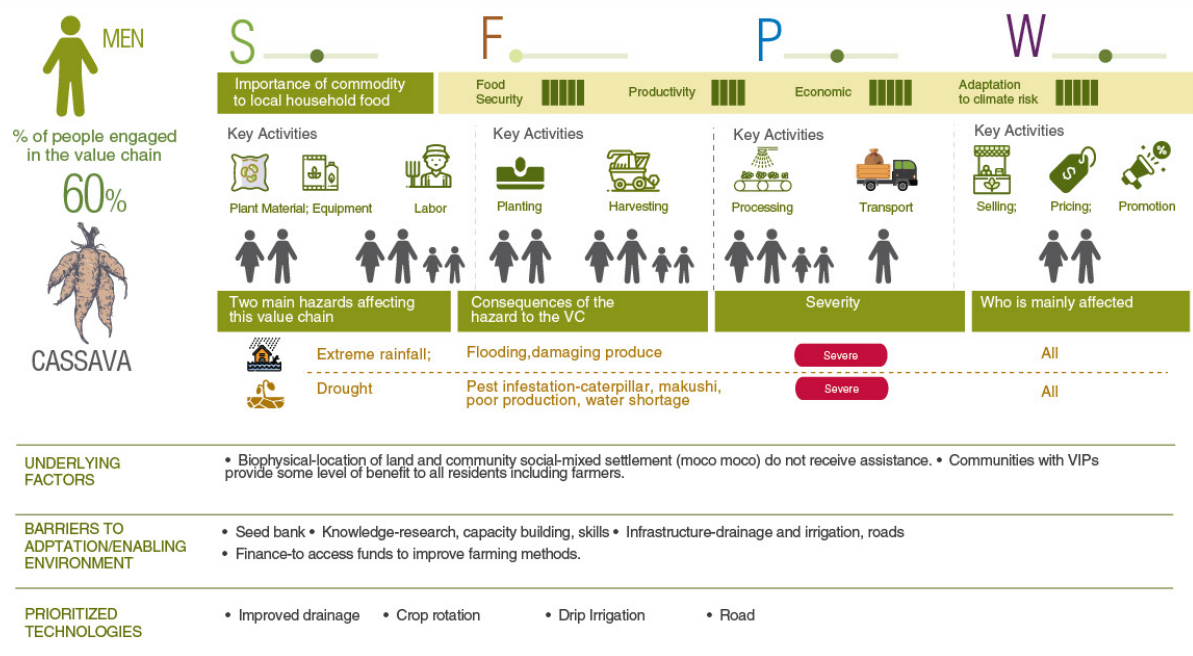 MEN
% of people engaged
in the value chain
60%
CASSAVA
S
F
P
W
Importance of commodity
to local household food
Food
Security
Productivity
Economic
Adaptation
to climate risk
Key Activities
Key Activities
Key Activities
Key Activities
$
%
Plant Material; Equipment
Labor
Planting
Harvesting
Processing
Transport
Selling;
Pricing;
Promotion
Two main hazards affecting
this value chain
Consequences of the
hazard to the VC
Severity
Who is mainly affected
Extreme rainfall;
Flooding,damaging produce
Severe
All
Drought
Pest infestation-caterpillar, makushi,
poor production, water shortage
Severe
All
UNDERLYING
FACTORS
• Biophysical-location of land and community social-mixed settlement (moco moco) do not receive assistance. • Communities with VIPs
provide some level of benefit to all residents including farmers.
BARRIERS TO
ADPTATION/ENABLING
ENVIRONMENT
• Seed bank • Knowledge-research, capacity building, skills • Infrastructure-drainage and irrigation, roads
• Finance-to access funds to improve farming methods.
PRIORITIZED
TECHNOLOGIES
• Improved drainage • Crop rotation • Drip Irrigation • Road